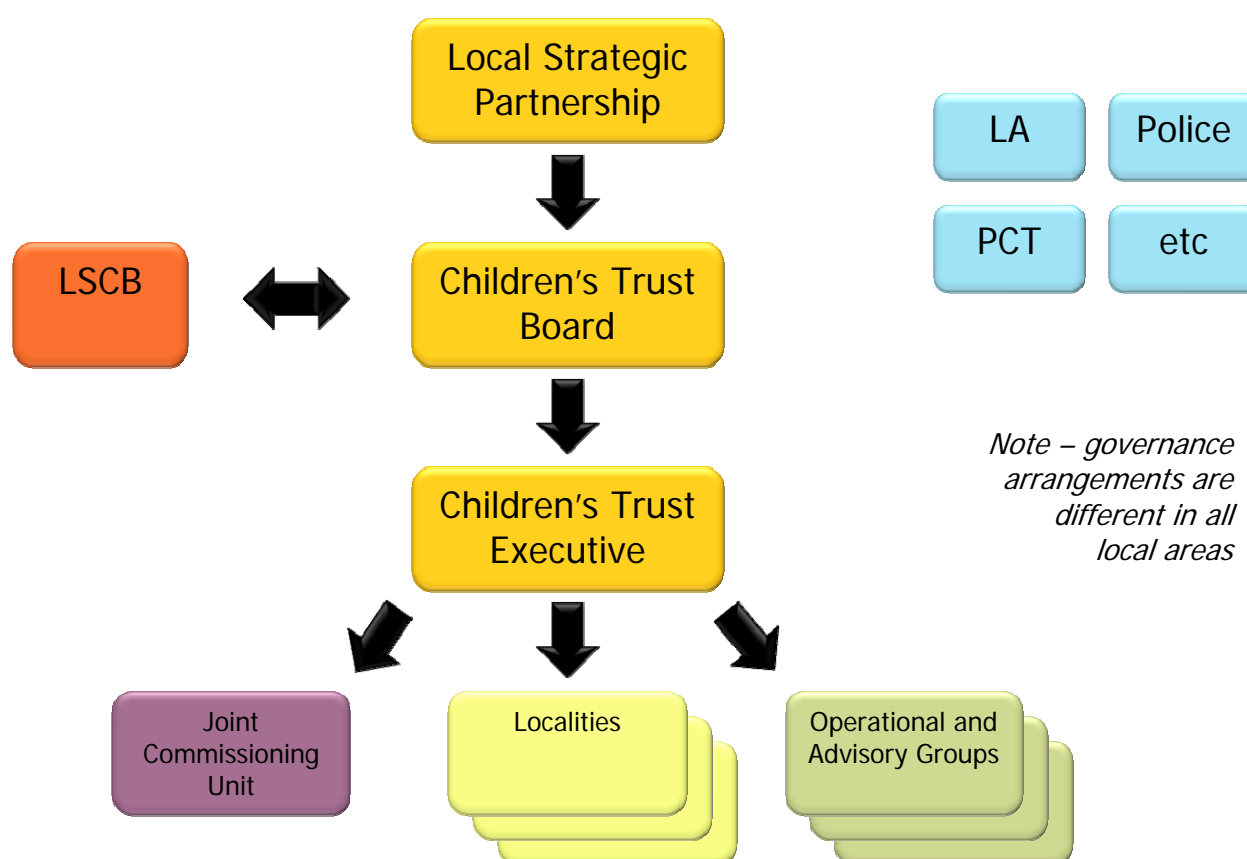 Local Strategic
Partnership
LA
Police
PCT
etc
LSCB
Children's Trust
Board
Children's Trust
Executive
Note – governance
arrangements are
different in all
local areas
Joint
Commissioning
Unit
Localities
Operational and
Advisory Groups